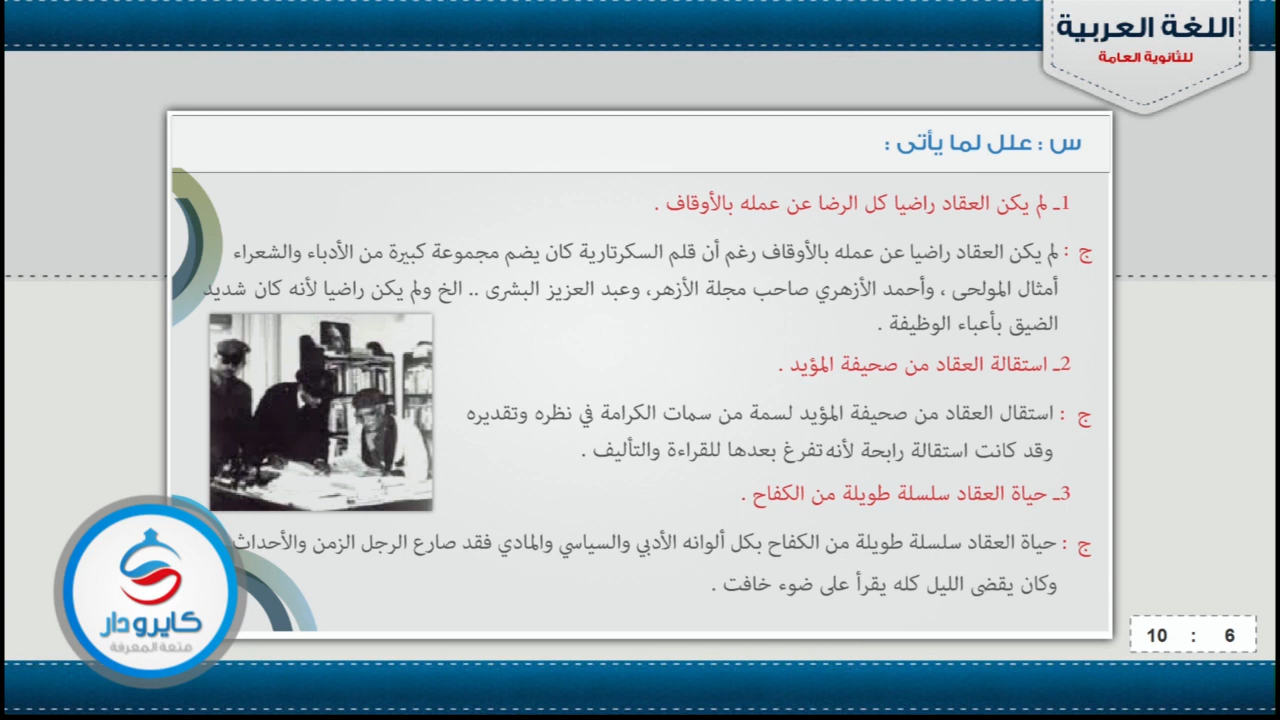 اللغة العربية
للثانوية العامة
س : علل لما يأتى :
1ـ لم يكن العقاد راضيا كل الرضا عن عمله بالأوقاف .
ج : لم يكن العقاد راضيا عن عمله بالأوقاف رغم أن قلم السكرتارية كان يضم مجموعة كبيرة من الأدباء والشعراء
أمثال المولحى ، وأحمد الأزهري صاحب مجلة الأزهر، وعبد العزيز البشرى .. الخ ولم يكن راضيا لأنه كان شديد
الضيق بأعباء الوظيفة .
2ـ استقالة العقاد من صحيفة المؤيد .
ج : استقال العقاد من صحيفة المؤيد لسمة من سمات الكرامة في نظره وتقديره
وقد كانت استقالة رابحة لأنه تفرغ بعدها للقراءة والتأليف .
3ـ حياة العقاد سلسلة طويلة من الكفاح .
ج : حياة العقاد سلسلة طويلة من الكفاح بكل ألوانه الأدبي والسياسي والمادي فقد صارع الرجل الزمن والأحداث
وكان يقضى الليل كله يقرأ على ضوء خافت .
كايرودار
متعة المعرفة
10 : 6